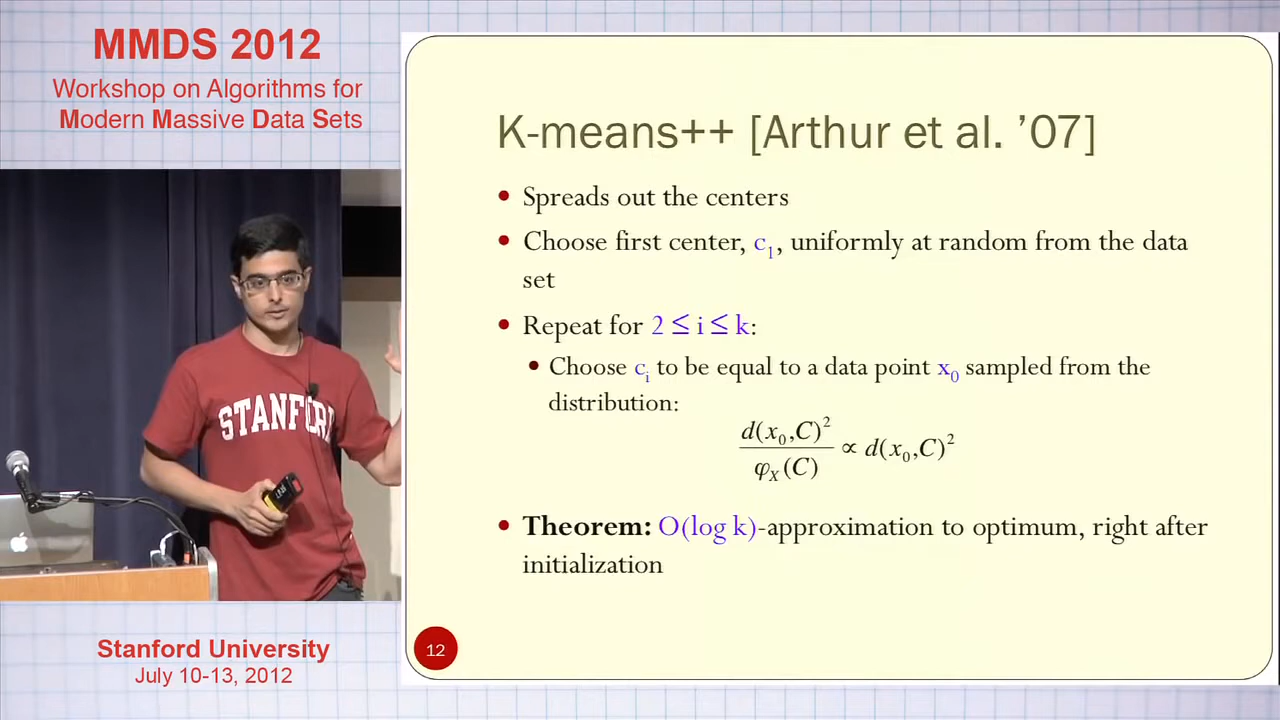 MMDS 2012
Workshop on Algorithms for
Modern Massive Data Sets
K-means++ [Arthur et al. ’07]
• Spreads out the centers
• Choose first center, c₁, uniformly at random from the data
set
• Repeat for 2 ≤ i ≤ k:
• Choose cᵢ to be equal to a data point x₀ sampled from the
distribution:
d(x₀,C)² / φ_X(C) ∝ d(x₀,C)²
• Theorem: O(log k)-approximation to optimum, right after
initialization
STANFORD
12
Stanford University
July 10-13, 2012